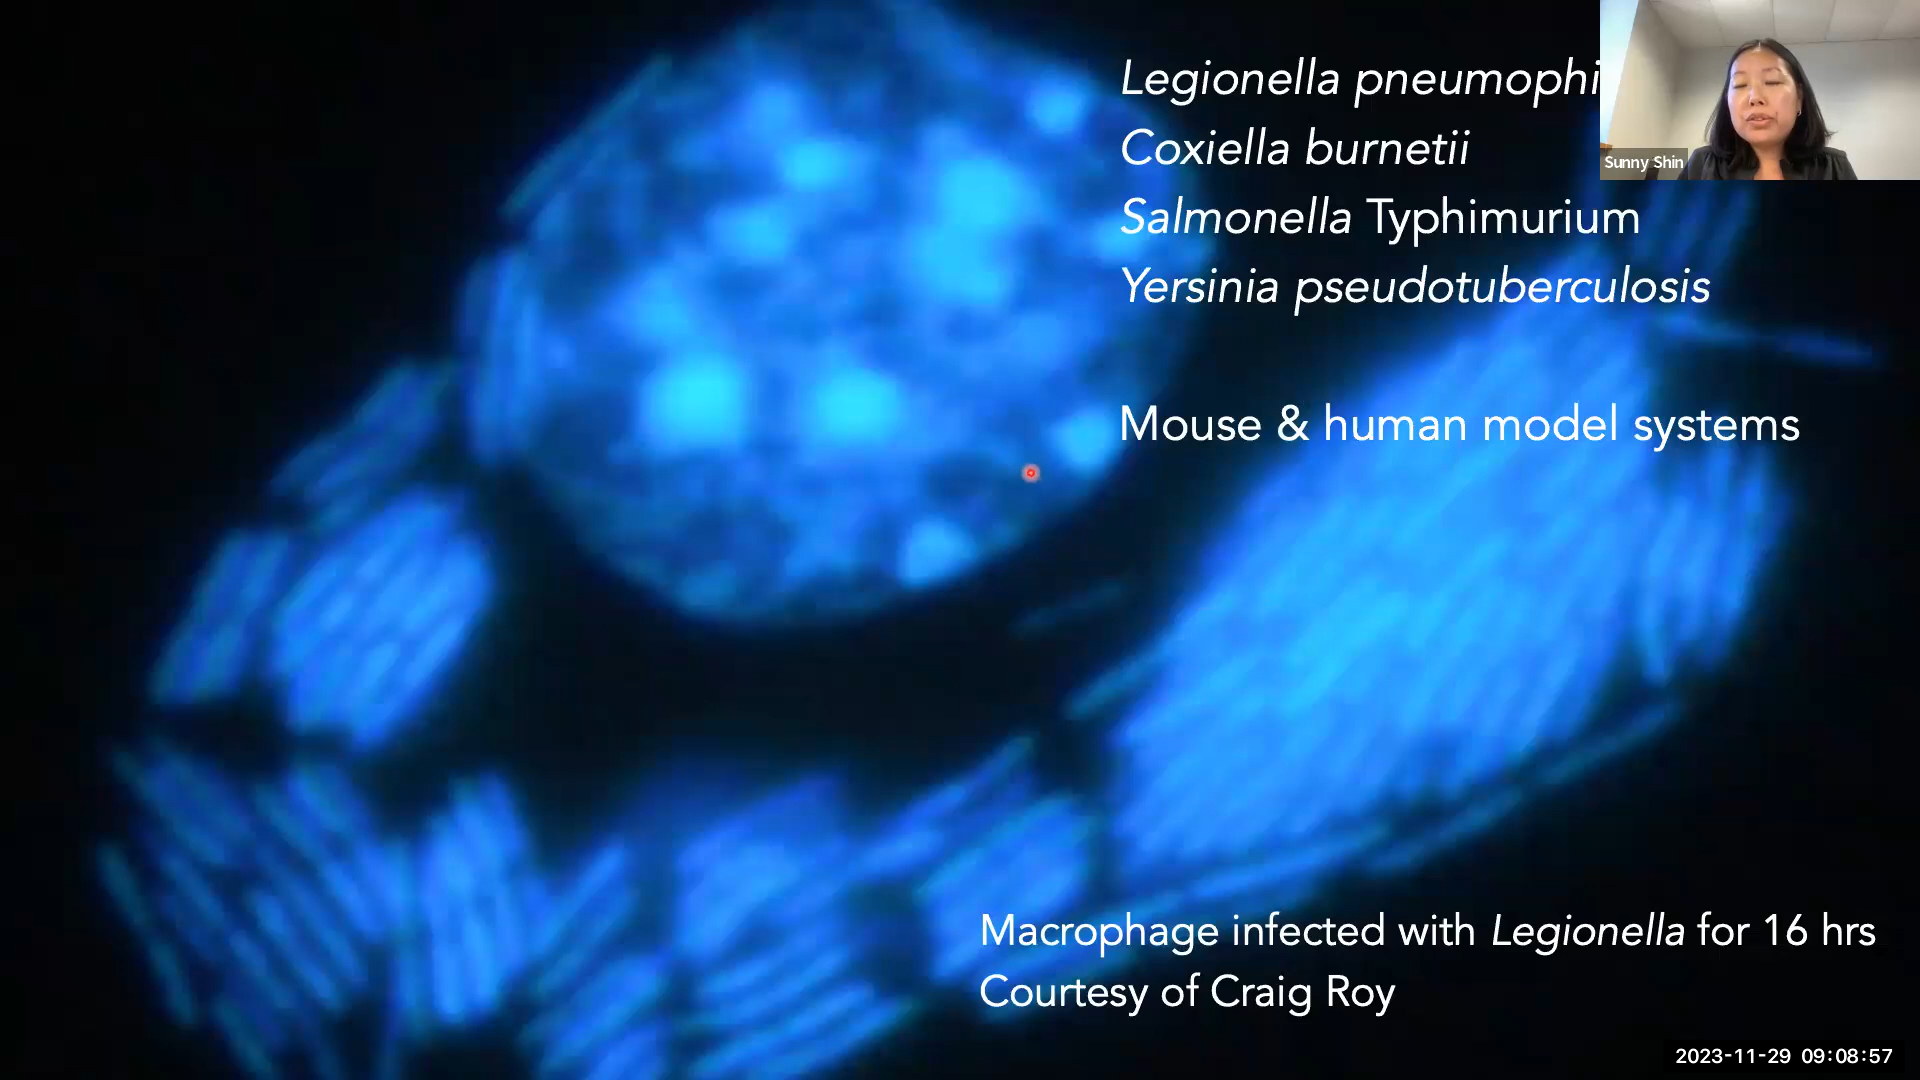 Legionella pneumophi
Coxiella burnetii
Salmonella Typhimurium
Yersinia pseudotuberculosis
Mouse & human model systems
Sunny Shin
Macrophage infected with Legionella for 16 hrs
Courtesy of Craig Roy
2023-11-29 09:08:57